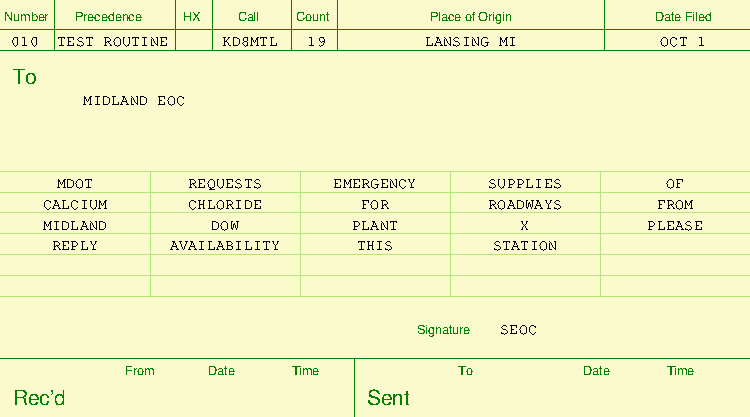 Number Precedence HX Call Count Place of Origin Date Filed
010 TEST ROUTINE KD8MTL 19 LANSING MI OCT 1
To
MIDLAND EOC
MDOT REQUESTS EMERGENCY SUPPLIES OF
CALCIUM CHLORIDE FOR ROADWAYS FROM
MIDLAND DOW PLANT X PLEASE
REPLY AVAILABILITY THIS STATION
Signature SEOC
From Date Time To Date Time
Rec'd Sent